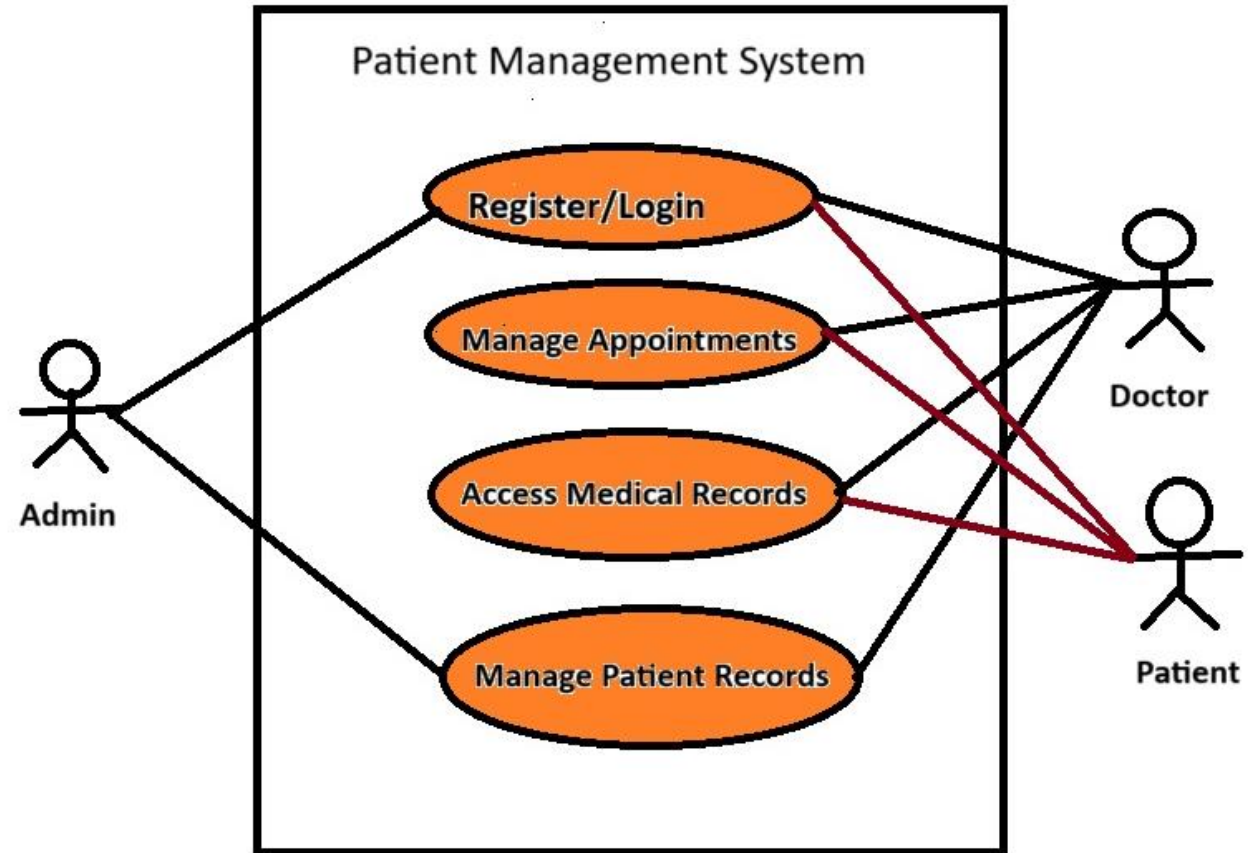 Patient Management System
Register/Login
Manage Appointments
Doctor
Access Medical Records
Admin
Manage Patient Records
Patient